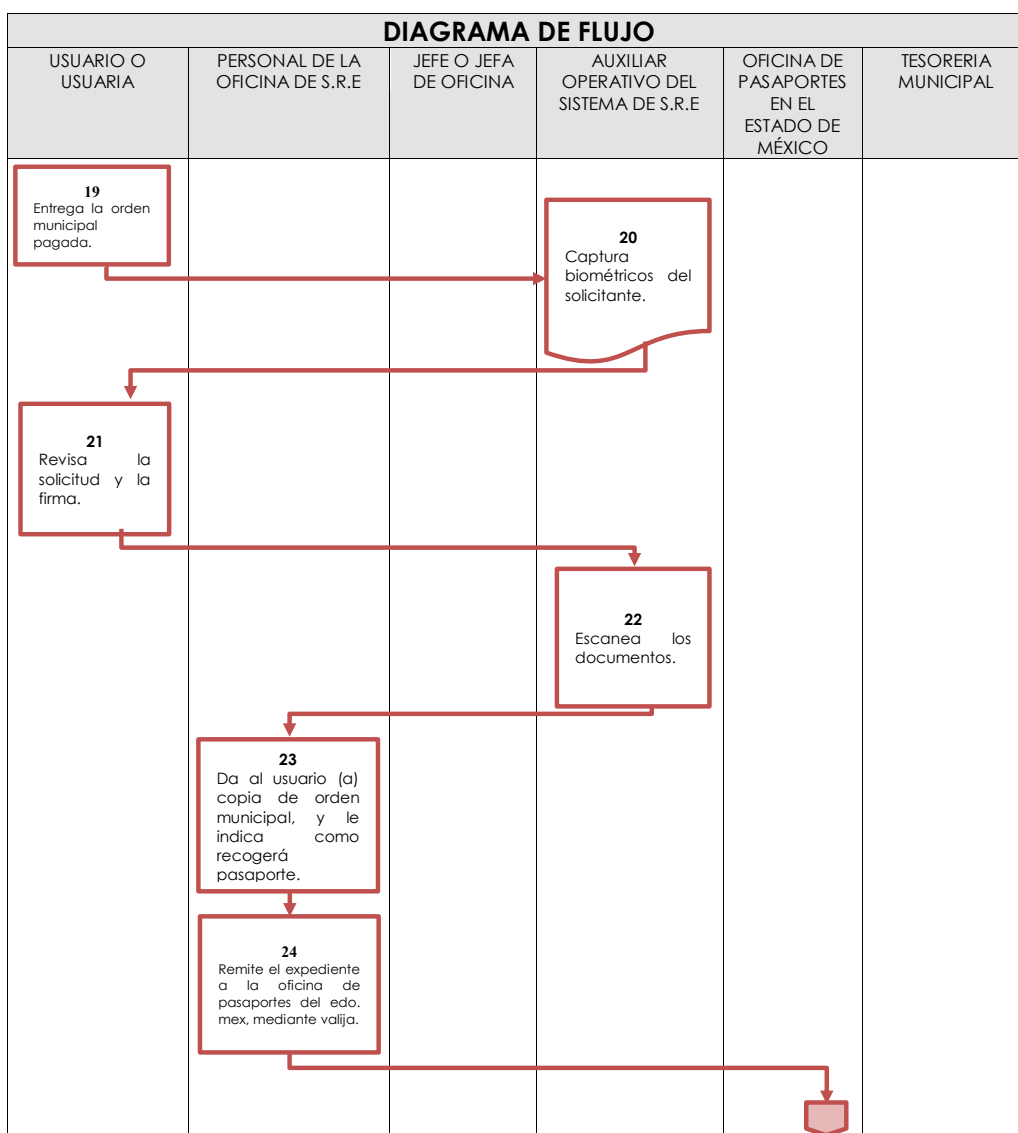 DIAGRAMA DE FLUJO
USUARIO O
USUARIA
PERSONAL DE LA
OFICINA DE S.R.E
JEFE O JEFA
DE OFICINA
AUXILIAR
OPERATIVO DEL
SISTEMA DE S.R.E
OFICINA DE
PASAPORTES
EN EL
ESTADO DE
MÉXICO
TESORERIA
MUNICIPAL
19
Entrega la orden
municipal
pagada.
20
Captura
biométricos del
solicitante.
21
Revisa la
solicitud y la
firma.
22
Escanea los
documentos.
23
Da al usuario (a)
copia de orden
municipal, y le
indica como
recogerá
pasaporte.
24
Remite el expediente
a la oficina de
pasaportes del edo.
mex, mediante valija.